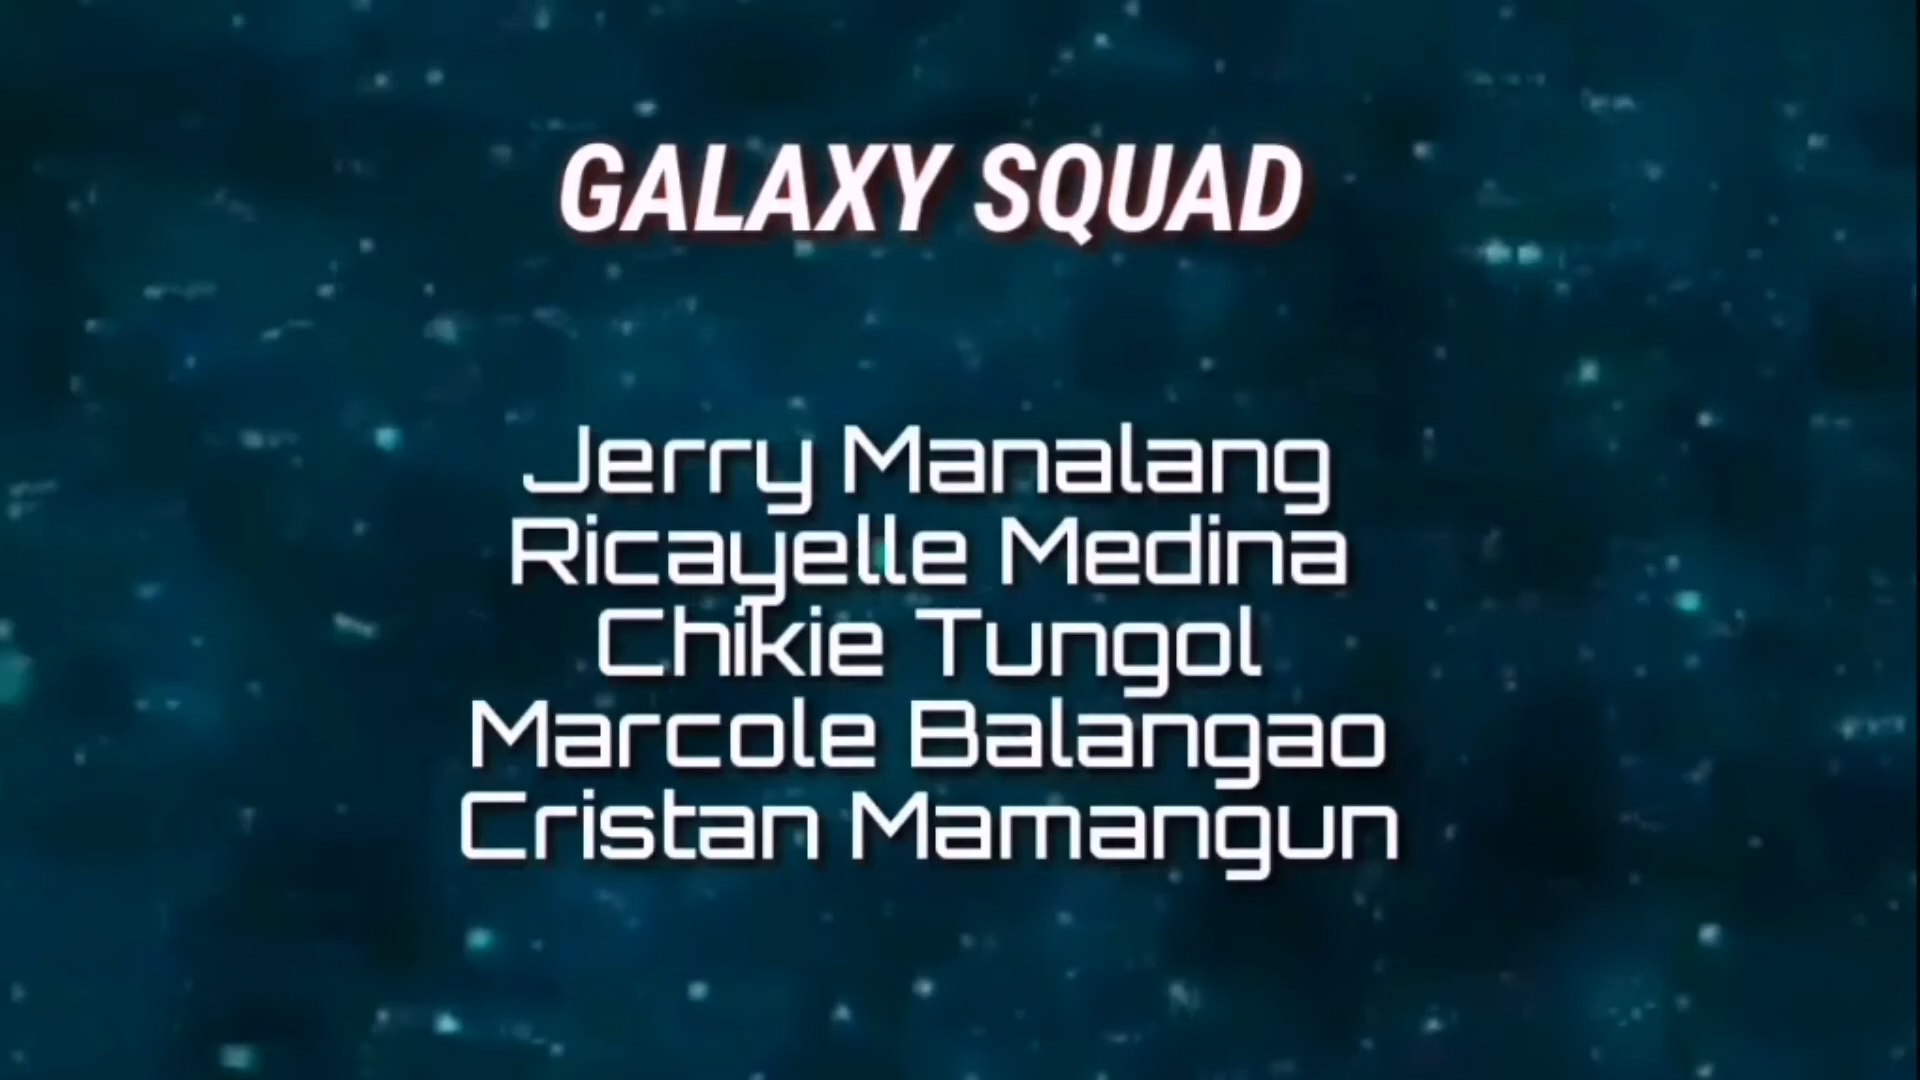 GALAXY SQUAD
Jerry Manalang
Ricayelle Medina
Chikie Tungol
Marcole Balangao
Cristan Mamangun